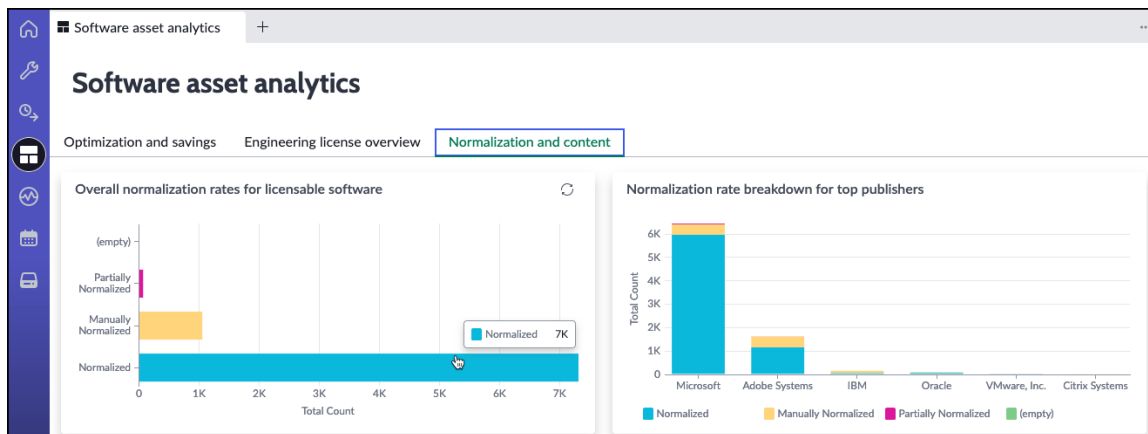 Software asset analytics
+
Software asset analytics
Optimization and savings
Engineering license overview
Normalization and content
Overall normalization rates for licensable software
(empty)
Partially
Normalized
Manually
Normalized
Normalized
Normalized 7K
0 1K 2K 3K 4K 5K 6K 7K
Total Count
Normalization rate breakdown for top publishers
Total Count
6K
5K
4K
3K
2K
1K
0
Microsoft Adobe Systems IBM Oracle VMware, Inc. Citrix Systems
Normalized Manually Normalized Partially Normalized (empty)